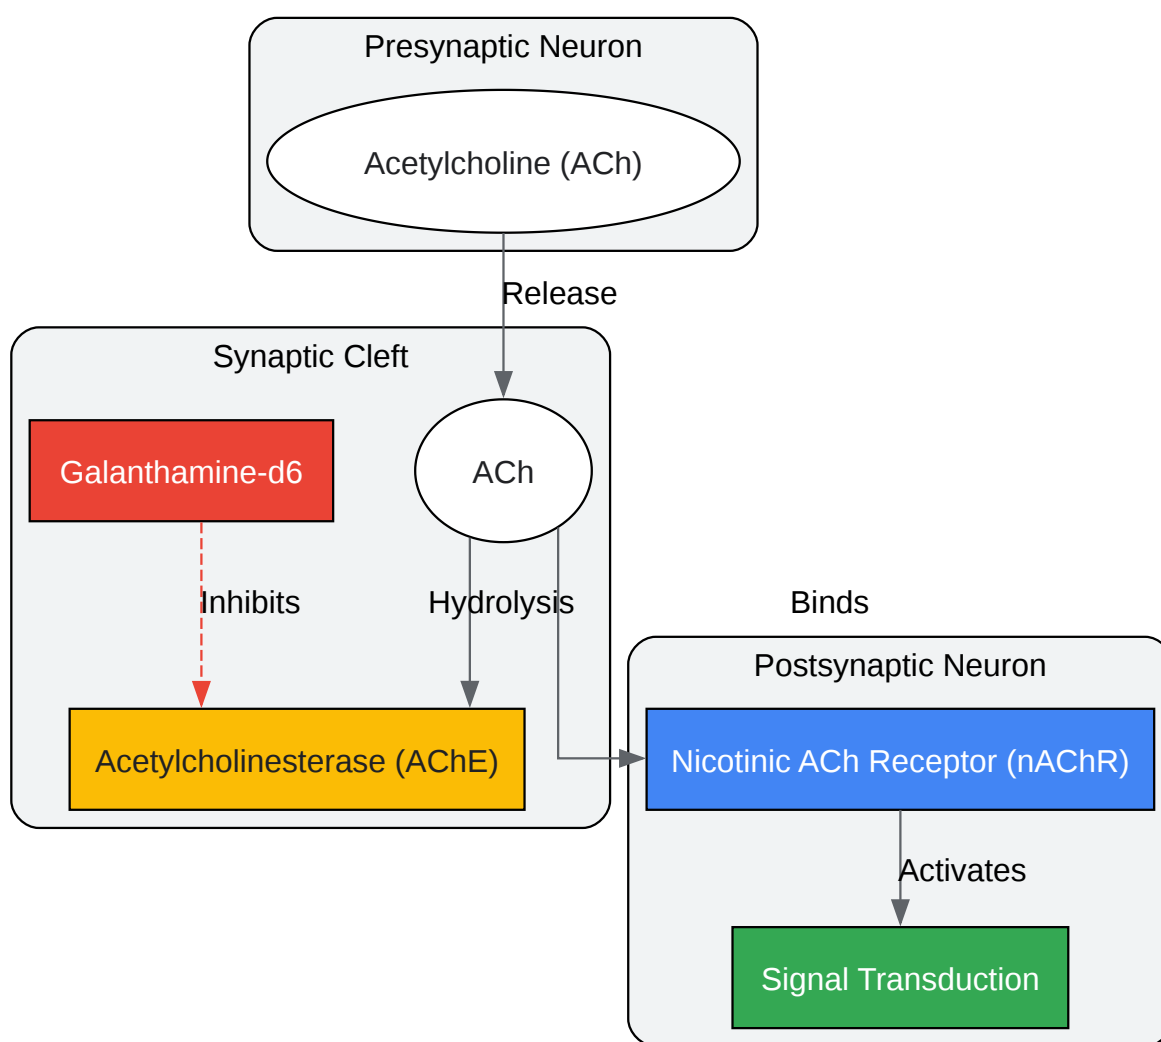 Presynaptic Neuron
Acetylcholine (ACh)
Release
Synaptic Cleft
Galanthamine-d6
ACh
Inhibits
Hydrolysis
Binds
Postsynaptic Neuron
Acetylcholinesterase (AChE)
Nicotinic ACh Receptor (nAChR)
Activates
Signal Transduction